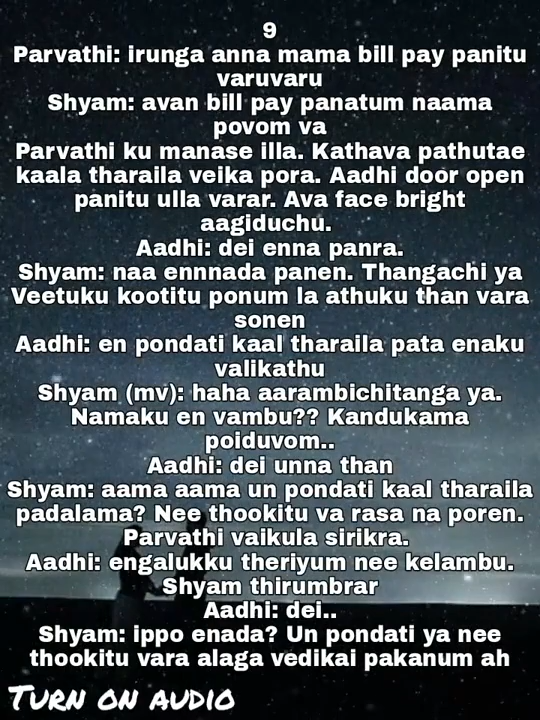 9
Parvathi: irunga anna mama bill pay panitu
varuvaru
Shyam: avan bill pay panatum naama
povom va
Parvathi ku manase illa. Kathava pathutae
kaala tharaila veika pora. Aadhi door open
panitu ulla varar. Ava face bright
aagiduchu.
Aadhi: dei enna panra.
Shyam: naa ennnada panen. Thangachi ya
Veetuku kootitu ponum la athuku than vara
sonen
Aadhi: en pondati kaal tharaila pata enaku
valikathu
Shyam (mv): haha aarambichitanga ya.
Namaku en vambu?? Kandukama
poiduvom..
Aadhi: dei unna than
Shyam: aama aama un pondati kaal tharaila
padalama? Nee thookitu va rasa na poren.
Parvathi vaikula sirikra.
Aadhi: engalukku theriyum nee kelambu.
Shyam thirumbrar
Aadhi: dei..
Shyam: ippo enada? Un pondati ya nee
thookitu vara alaga vedikai pakanum ah
TURN ON AUDIO